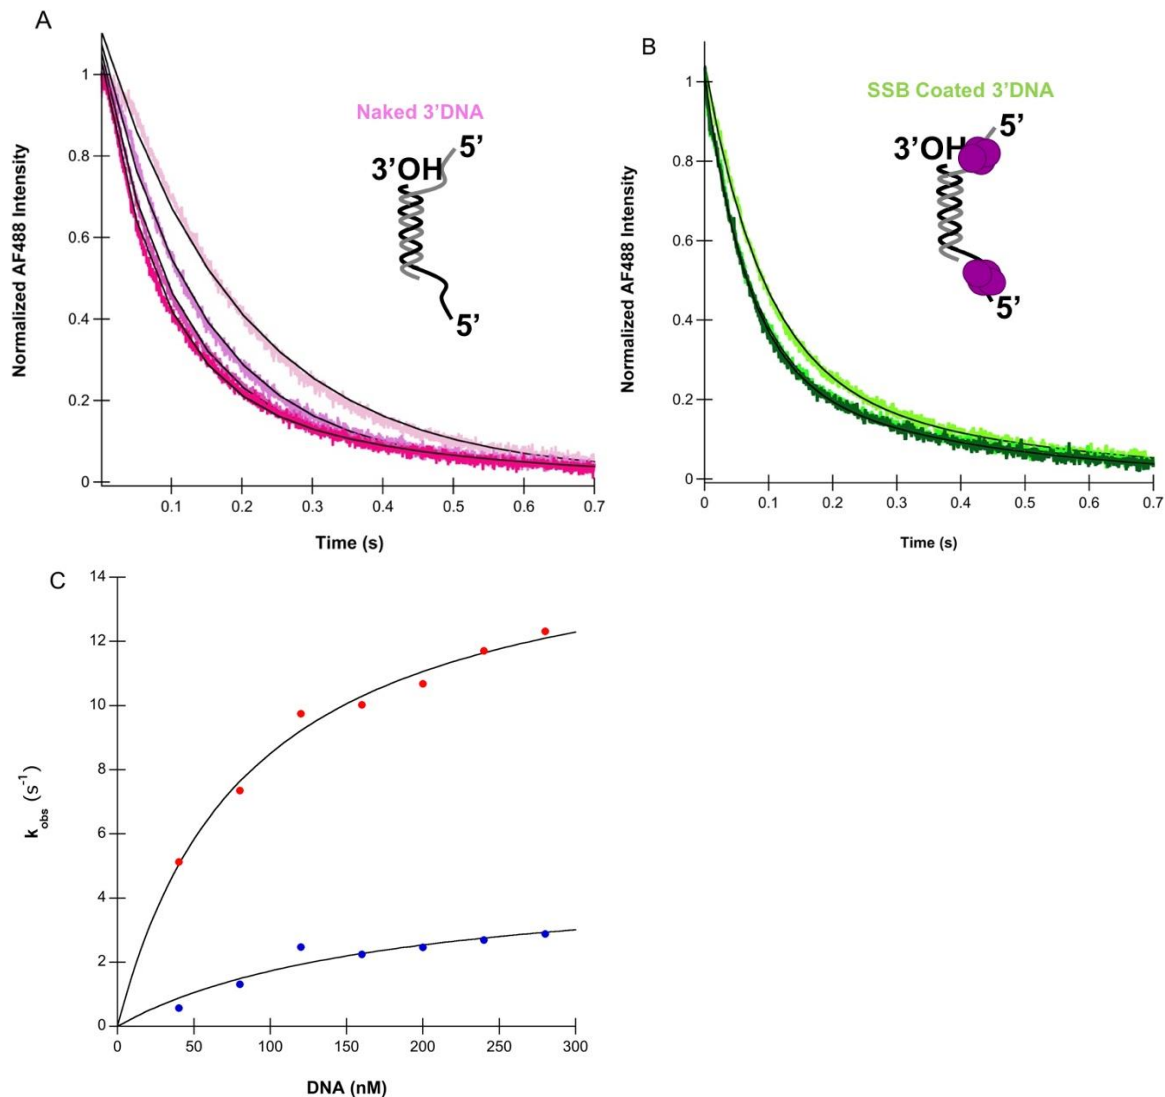 A
Naked 3’DNA
5’
3’OH
5’
1
0.8
0.6
0.4
0.2
0
0.1 0.2 0.3 0.4 0.5 0.6 0.7
Normalized AF488 Intensity
Time (s)
B
SSB Coated 3’DNA
5’
3’OH
5’
1
0.8
0.6
0.4
0.2
0
0 0.1 0.2 0.3 0.4 0.5 0.6 0.7
Normalized AF488 Intensity
Time (s)
C
14
12
10
8
6
4
2
0
0 50 100 150 200 250 300
kobs (s-1)
DNA (nM)